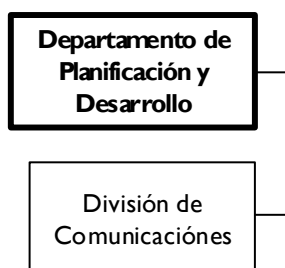 Departamento de
Planificación y
Desarrollo
División de
Comunicaciónes